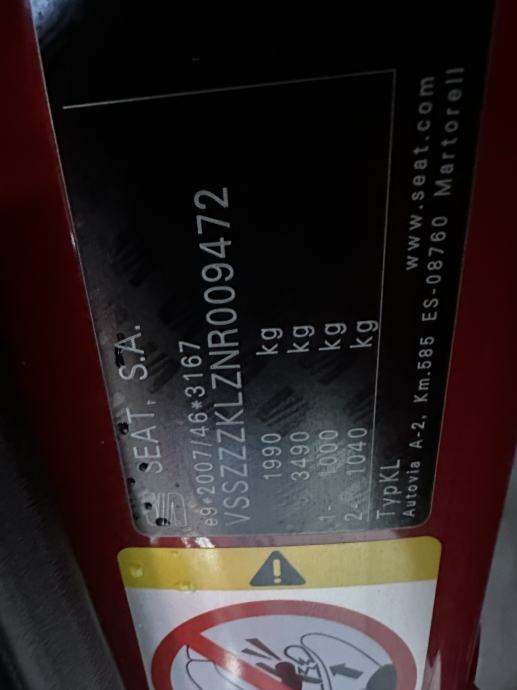 SEAT, S.A.
e9*2007/46*3167
VSSZZZKLZNR009472
1990 kg
3490 kg
1- 1000 kg
2- 1040 kg
TypKL
www.seat.com
Autovia A-2, Km.585 ES-08760 Martorell